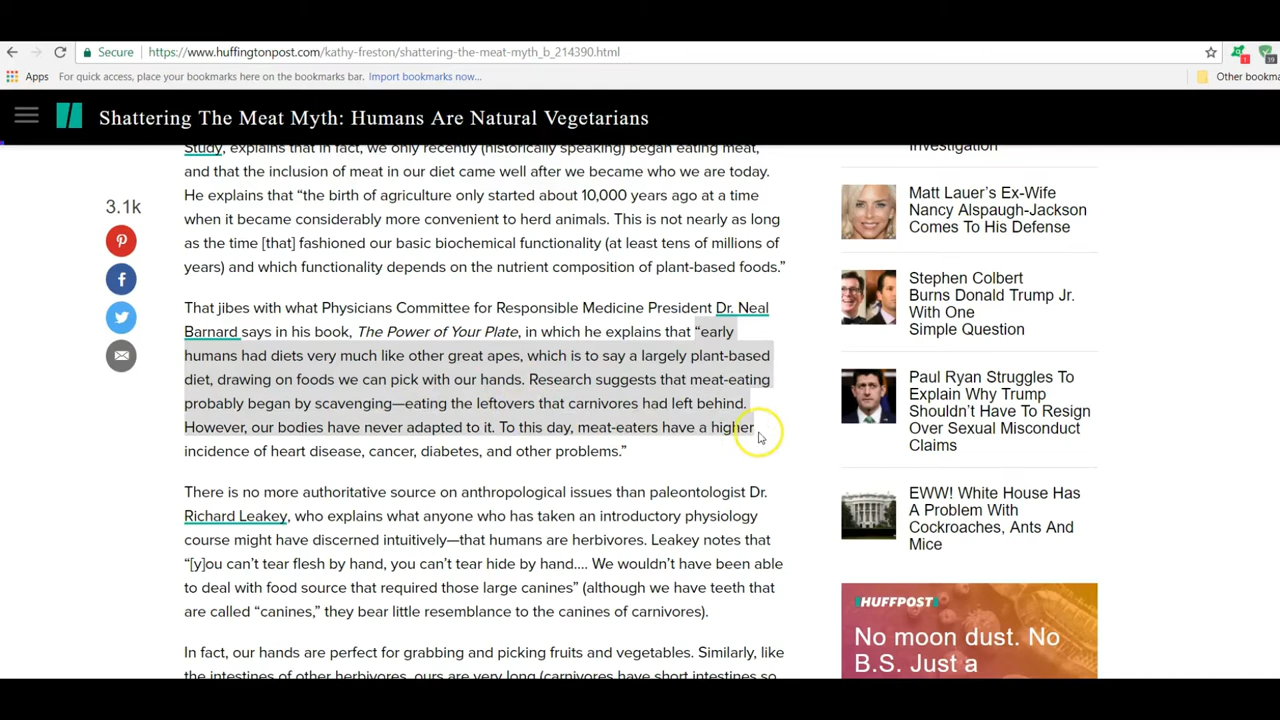 Secure
https://www.huffingtonpost.com/kathy-freston/shattering-the-meat-myth_b_214390.html
1
39
Apps
For quick access, place your bookmarks here on the bookmarks bar. Import bookmarks now...
Other bookma
Shattering The Meat Myth: Humans Are Natural Vegetarians
Study, explains that in fact, we only recently (historically speaking) began eating meat,
and that the inclusion of meat in our diet came well after we became who we are today.
He explains that “the birth of agriculture only started about 10,000 years ago at a time
when it became considerably more convenient to herd animals. This is not nearly as long
as the time [that] fashioned our basic biochemical functionality (at least tens of millions of
years) and which functionality depends on the nutrient composition of plant-based foods.”
That jibes with what Physicians Committee for Responsible Medicine President Dr. Neal
Barnard says in his book, The Power of Your Plate, in which he explains that “early
humans had diets very much like other great apes, which is to say a largely plant-based
diet, drawing on foods we can pick with our hands. Research suggests that meat-eating
probably began by scavenging—eating the leftovers that carnivores had left behind.
However, our bodies have never adapted to it. To this day, meat-eaters have a higher
incidence of heart disease, cancer, diabetes, and other problems.”
There is no more authoritative source on anthropological issues than paleontologist Dr.
Richard Leakey, who explains what anyone who has taken an introductory physiology
course might have discerned intuitively—that humans are herbivores. Leakey notes that
“[y]ou can’t tear flesh by hand, you can’t tear hide by hand.... We wouldn’t have been able
to deal with food source that required those large canines” (although we have teeth that
are called “canines,” they bear little resemblance to the canines of carnivores).
In fact, our hands are perfect for grabbing and picking fruits and vegetables. Similarly, like
the intestines of other herbivores, ours are very long (carnivores have short intestines so
3.1k
Investigation
Matt Lauer’s Ex-Wife
Nancy Alspaugh-Jackson
Comes To His Defense
Stephen Colbert
Burns Donald Trump Jr.
With One
Simple Question
Paul Ryan Struggles To
Explain Why Trump
Shouldn’t Have To Resign
Over Sexual Misconduct
Claims
EWW! White House Has
A Problem With
Cockroaches, Ants And
Mice
HUFFPOST
No moon dust. No
B.S. Just a